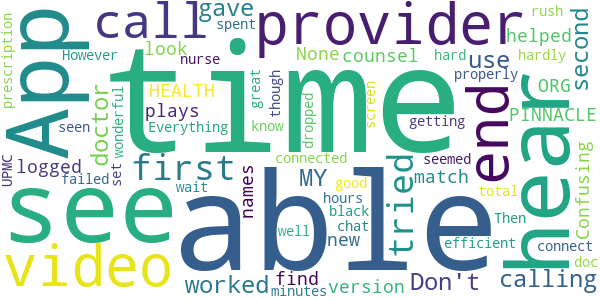 prescription
However
App
call
gave
spent
look
nurse
provider
great
though
None
counsel
dropped
screen
use
hard
properly
rush
helped
hardly
second
HEALTH
plays
Everything
know
time
getting
end
ORG
PINNACLE
doctor
seen
wonderful
logged
first
connected
tried
seemed
match
hear
Confusing
UPMC
failed
set
see
wait
names
able
MY
good
hours
black
chat
new
well
minutes
version
Then
total
efficient
connect
doc
video
worked
find
Don't
calling